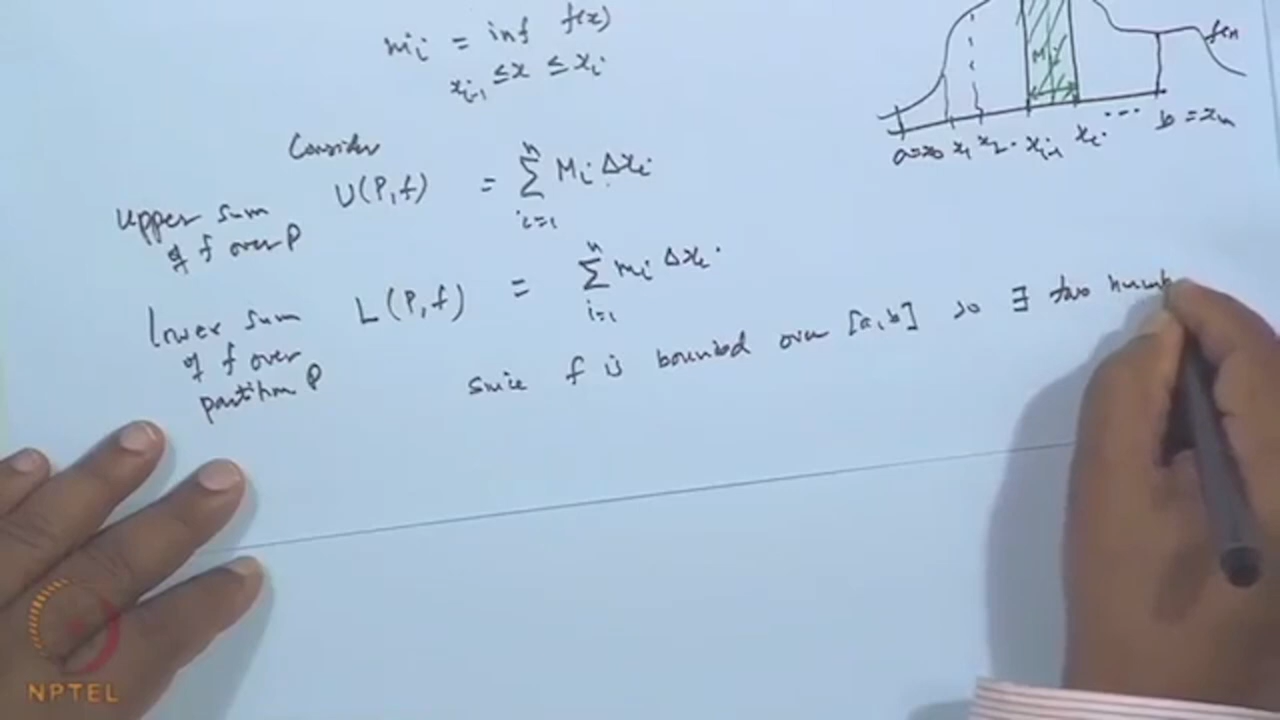 mᵢ = inf f(x)
xᵢ₋₁ ≤ x ≤ xᵢ
f(x)
Mᵢ
a=x₀ x₁ x₂ . xᵢ₋₁ xᵢ ... b = xₙ
Consider
Upper sum of f over P
U(P,f) = Σ Mᵢ Δxᵢ
n
i=1
Lower sum of f over partition P
L(P,f) = Σ mᵢ Δxᵢ
n
i=1
Since f is bounded over [a,b] so ∃ two numb
NPTEL